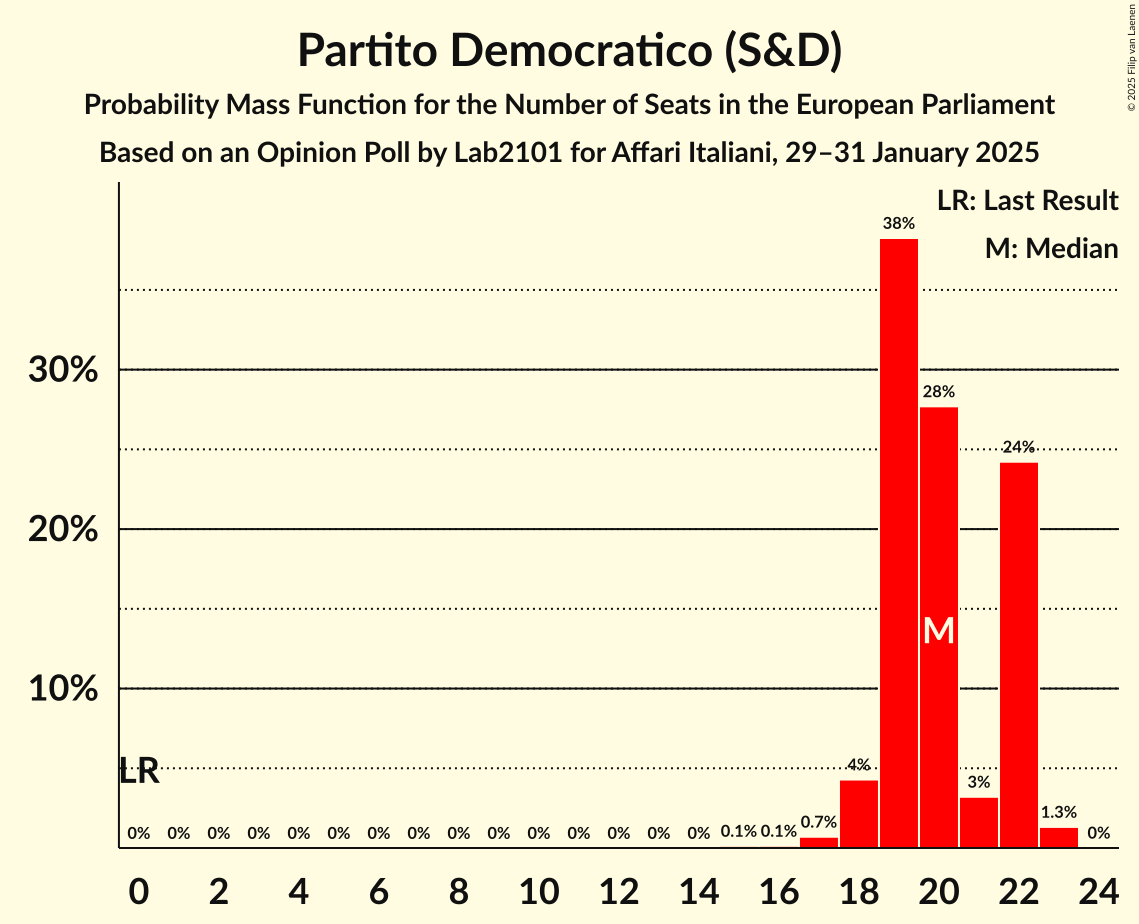 Partito Democratico (S&D)
Probability Mass Function for the Number of Seats in the European Parliament
Based on an Opinion Poll by Lab2101 for Affari Italiani, 29–31 January 2025
© 2025 Filip van Laenen
LR: Last Result
M: Median
30%
20%
10%
38%
28%
24%
M
LR
0% 0% 0% 0% 0% 0% 0% 0% 0% 0% 0% 0% 0% 0% 0% 0.1% 0.1% 0.7% 4% 3% 1.3% 0%
0 2 4 6 8 10 12 14 16 18 20 22 24